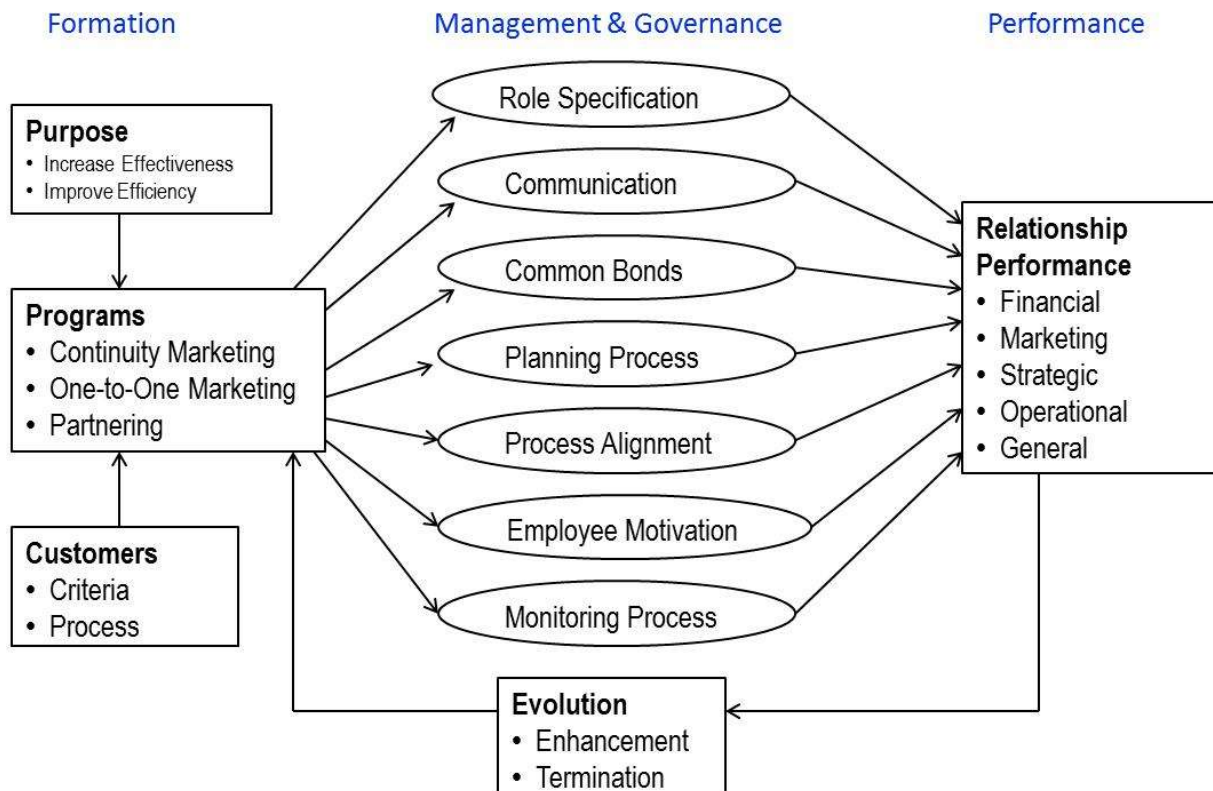 Formation
Management & Governance
Performance
Purpose
• Increase Effectiveness
• Improve Efficiency
Programs
• Continuity Marketing
• One-to-One Marketing
• Partnering
Customers
• Criteria
• Process
Role Specification
Communication
Common Bonds
Planning Process
Process Alignment
Employee Motivation
Monitoring Process
Relationship
Performance
• Financial
• Marketing
• Strategic
• Operational
• General
Evolution
• Enhancement
• Termination